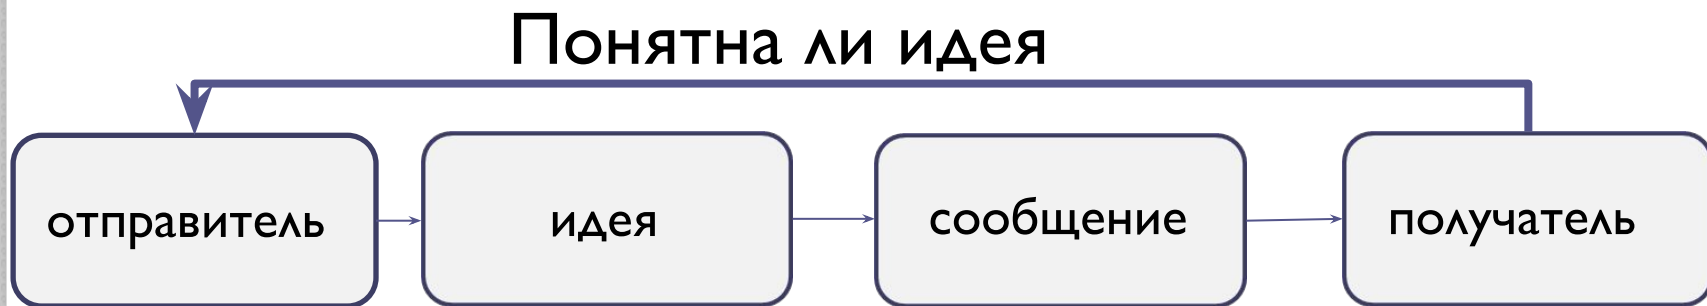 Понятна ли идея
отправитель
идея
сообщение
получатель